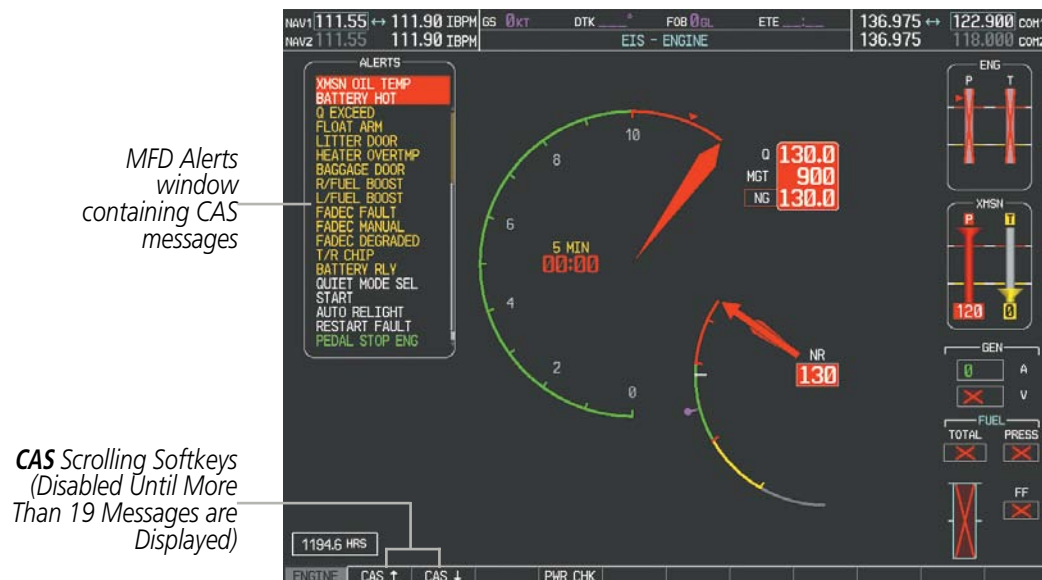 NAV1 111.55 ↔ 111.90 IBPM GS 0KT DTK ___° FOB 0GL ETE __:__ 136.975 ↔ 122.900 COM1
NAV2 111.55 111.90 IBPM EIS - ENGINE 136.975 118.000 COM2
ALERTS
XMSN OIL TEMP
BATTERY HOT
Q EXCEED
FLOAT ARM
LITTER DOOR
HEATER OVERTMP
BAGGAGE DOOR
R/FUEL BOOST
L/FUEL BOOST
FADEC FAULT
FADEC MANUAL
FADEC DEGRADED
T/R CHIP
BATTERY RLY
QUIET MODE SEL
START
AUTO RELIGHT
RESTART FAULT
PEDAL STOP ENG
MFD Alerts
window
containing CAS
messages
CAS Scrolling Softkeys
(Disabled Until More
Than 19 Messages are
Displayed)
10
8
6
4
2
0
5 MIN
00:00
Q 130.0
MGT 900
NG 130.0
NR
130
ENG
P T
XMSN
P T
120 0
GEN
0 A
V
FUEL
TOTAL PRESS
FF
1194.6 HRS
ENGINE CAS ↑ CAS ↓ PWR CHK